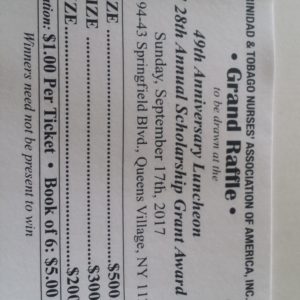 TRINIDAD & TOBAGO NURSES' ASSOCIATION OF AMERICA, INC.
• Grand Raffle •
to be drawn at the
49th Anniversary Luncheon
28th Annual Scholarship Grant Award
Sunday, September 17th, 2017
94-43 Springfield Blvd., Queens Village, NY 11
ZE ................ $500
IZE ................ $300
ZE ................ $200
tion: $1.00 Per Ticket • Book of 6: $5.00
Winners need not be present to win